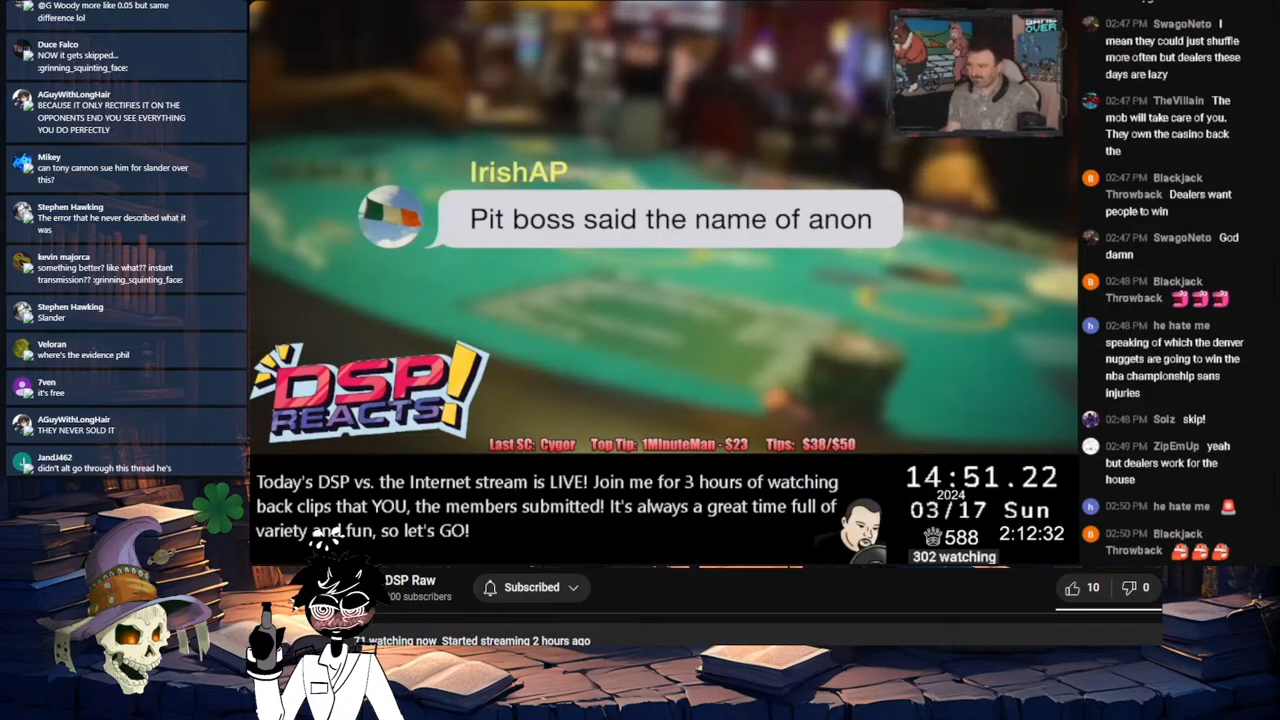 @G Woody more like 0.05 but same
difference lol
Duce Falco
NOW it gets skipped...
:grinning_squinting_face:
AGuyWithLongHair
BECAUSE IT ONLY RECTIFIES IT ON THE
OPPONENTS END YOU SEE EVERYTHING
YOU DO PERFECTLY
Mikey
can tony cannon sue him for slander over
this?
Stephen Hawking
The error that he never described what it
was
kevin majorca
something better? like what?? instant
transmission?? :grinning_squinting_face:
Stephen Hawking
Slander
Veloran
where's the evidence phil
7ven
it's free
AGuyWithLongHair
THEY NEVER SOLD IT
JandJ462
didn't alt go through this thread he's
GAME
OVER
IrishAP
Pit boss said the name of anon
DSP
REACTS!
Last SC: Cygor Top Tip: 1MinuteMan - $23 Tips: $38/$50
Today's DSP vs. the Internet stream is LIVE! Join me for 3 hours of watching
back clips that YOU, the members submitted! It's always a great time full of
variety and fun, so let's GO!
14:51.22
2024
03/17 Sun
588 2:12:32
302 watching
DSP Raw
00 subscribers
Subscribed
10
0
71 watching now Started streaming 2 hours ago
02:47 PM SwagoNeto I
mean they could just shuffle
more often but dealers these
days are lazy
02:47 PM TheVillain The
mob will take care of you.
They own the casino back
the
02:47 PM Blackjack
Throwback Dealers want
people to win
02:47 PM SwagoNeto God
damn
02:48 PM Blackjack
Throwback
02:48 PM he hate me
speaking of which the denver
nuggets are going to win the
nba championship sans
injuries
02:48 PM Solz skip!
02:49 PM ZipEmUp yeah
but dealers work for the
house
02:50 PM he hate me
02:50 PM Blackjack
Throwback